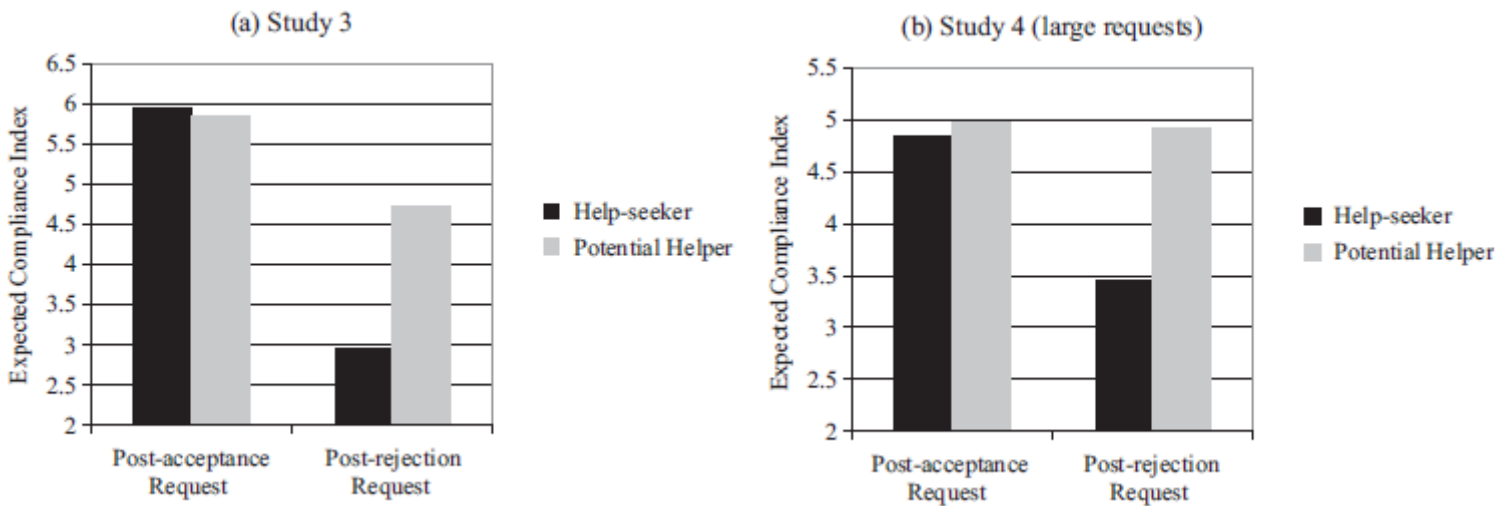 (a) Study 3
Expected Compliance Index
6.5
6
5.5
5
4.5
4
3.5
3
2.5
2
Post-acceptance
Request
Post-rejection
Request
Help-seeker
Potential Helper
(b) Study 4 (large requests)
Expected Compliance Index
5.5
5
4.5
4
3.5
3
2.5
2
Post-acceptance
Request
Post-rejection
Request
Help-seeker
Potential Helper